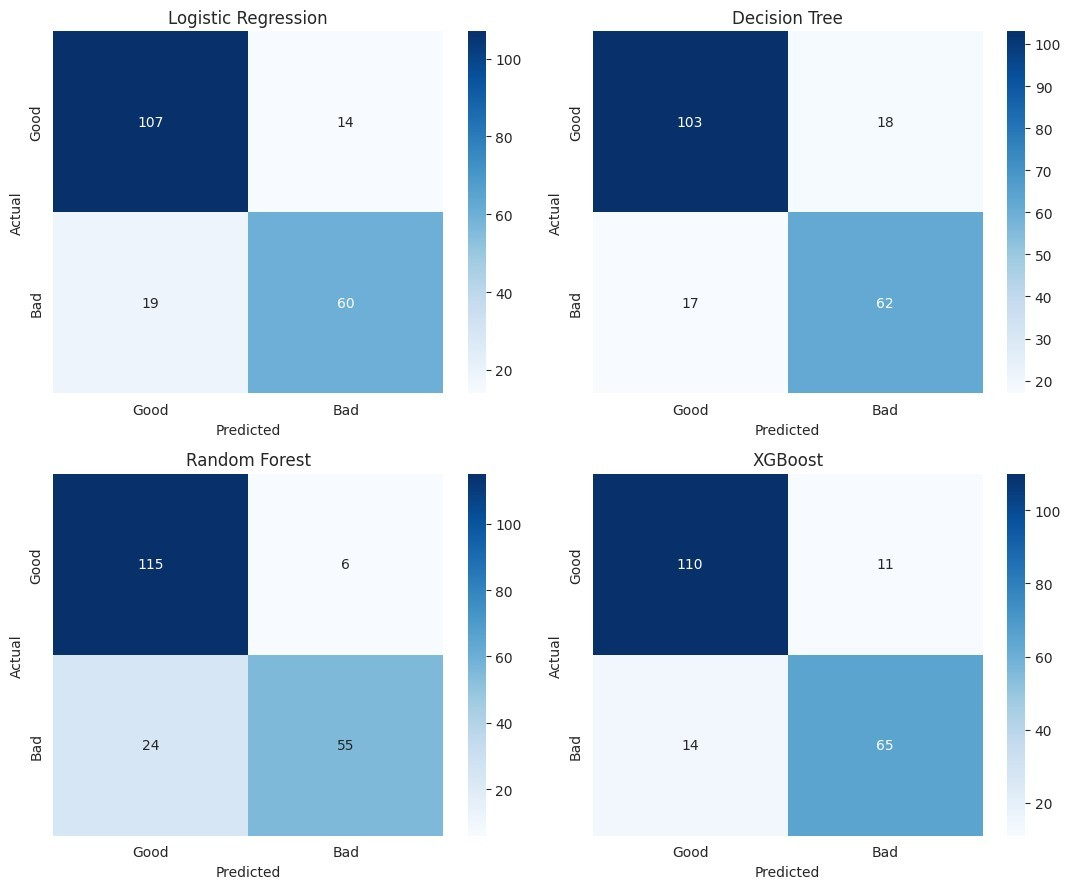 Logistic Regression
107 14
19 60
Good
Bad
Actual
Good Bad
Predicted
100
80
60
40
20
Decision Tree
103 18
17 62
Good
Bad
Actual
Good Bad
Predicted
100
90
80
70
60
50
40
30
20
Random Forest
115 6
24 55
Good
Bad
Actual
Good Bad
Predicted
100
80
60
40
20
XGBoost
110 11
14 65
Good
Bad
Actual
Good Bad
Predicted
100
80
60
40
20